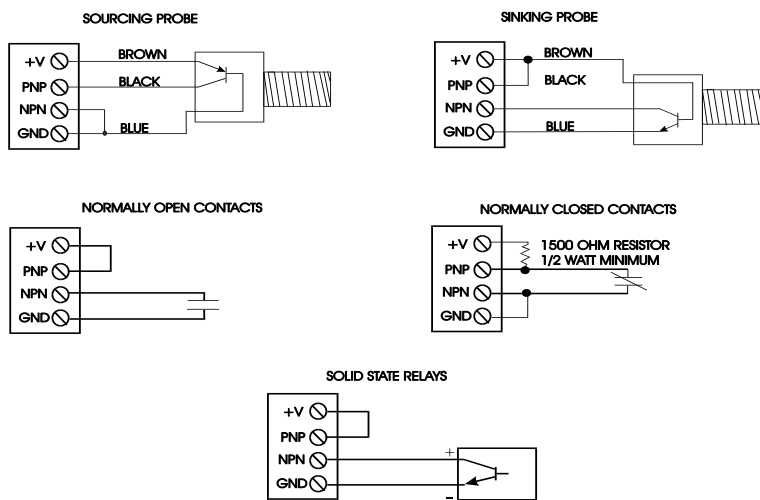 SOURCING PROBE
+V
PNP
NPN
GND
BROWN
BLACK
BLUE
SINKING PROBE
+V
PNP
NPN
GND
BROWN
BLACK
BLUE
NORMALLY OPEN CONTACTS
+V
PNP
NPN
GND
NORMALLY CLOSED CONTACTS
+V
PNP
NPN
GND
1500 OHM RESISTOR
1/2 WATT MINIMUM
SOLID STATE RELAYS
+V
PNP
NPN
GND
+
-